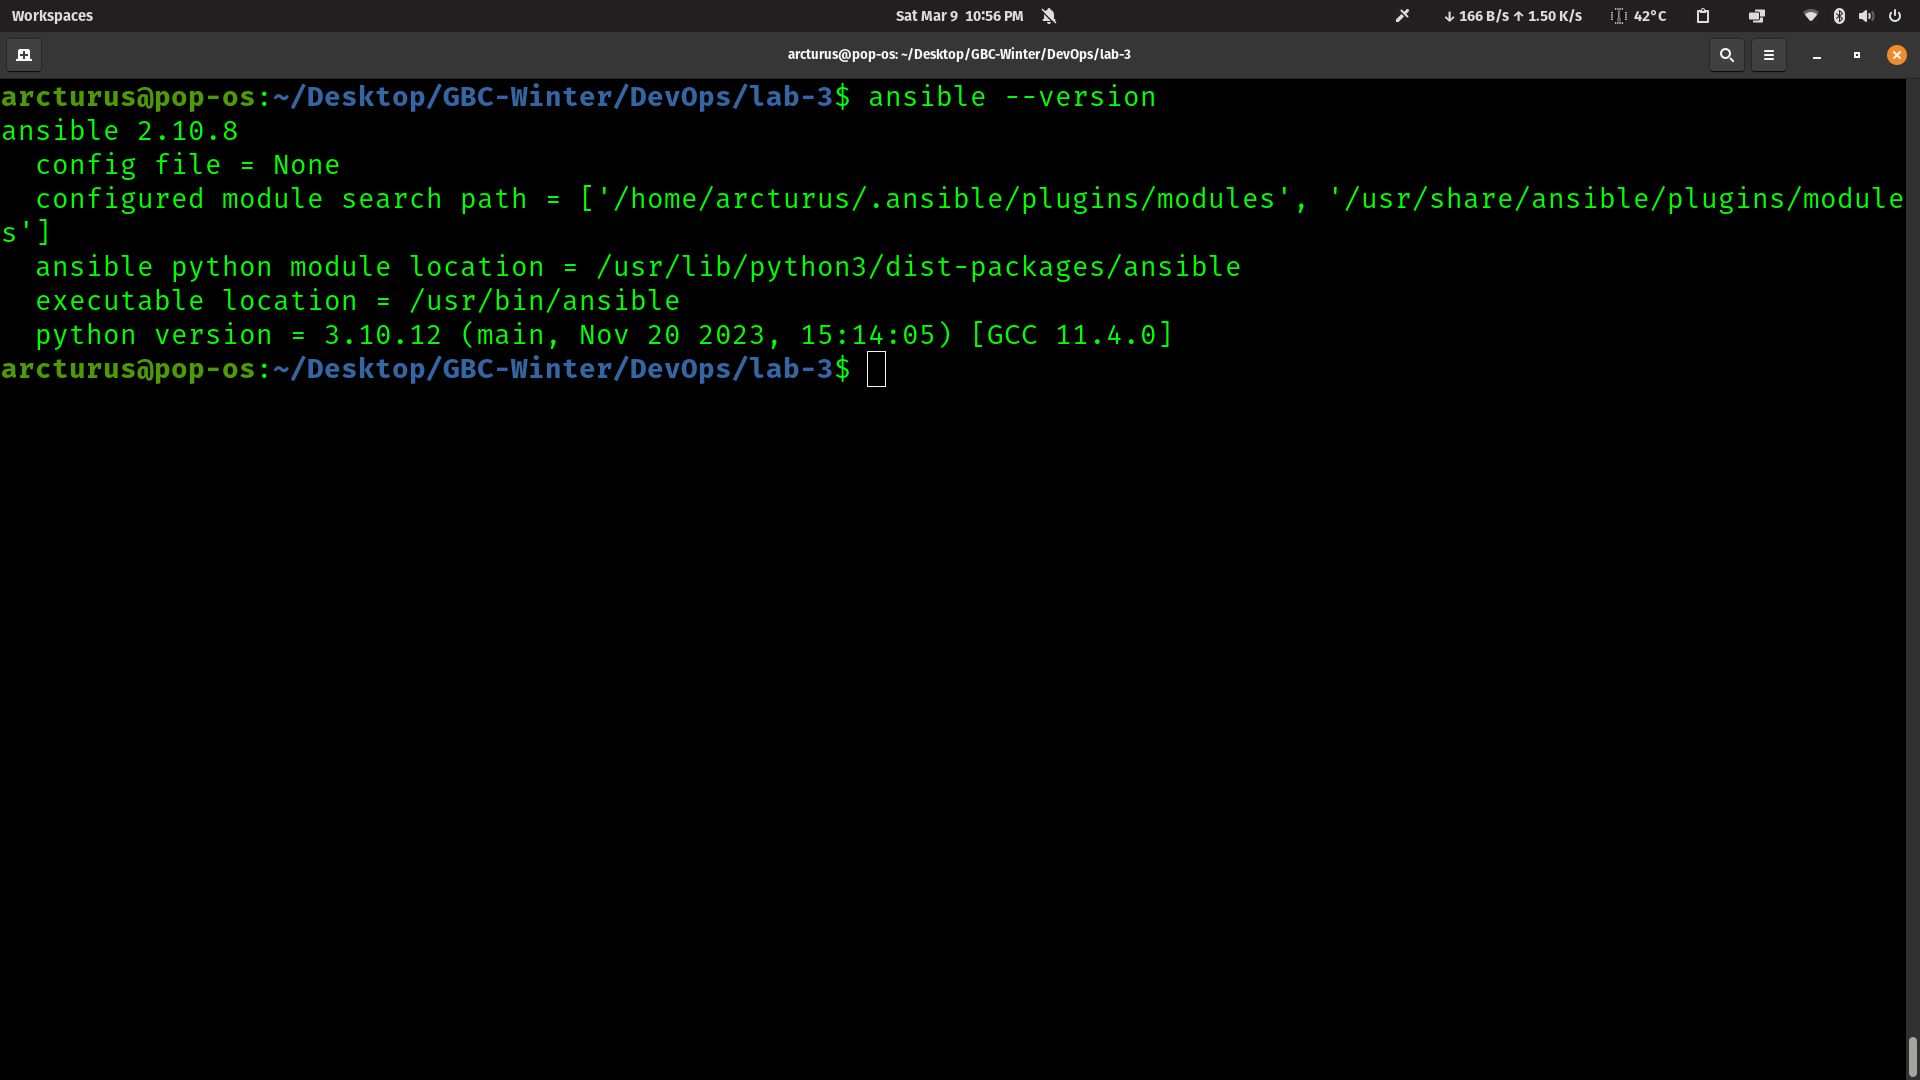 Workspaces
Sat Mar 9 10:56 PM
↓ 166 B/s ↑ 1.50 K/s
42°C
arcturus@pop-os: ~/Desktop/GBC-Winter/DevOps/lab-3
arcturus@pop-os:~/Desktop/GBC-Winter/DevOps/lab-3$ ansible --version
ansible 2.10.8
  config file = None
  configured module search path = ['/home/arcturus/.ansible/plugins/modules', '/usr/share/ansible/plugins/module
s']
  ansible python module location = /usr/lib/python3/dist-packages/ansible
  executable location = /usr/bin/ansible
  python version = 3.10.12 (main, Nov 20 2023, 15:14:05) [GCC 11.4.0]
arcturus@pop-os:~/Desktop/GBC-Winter/DevOps/lab-3$